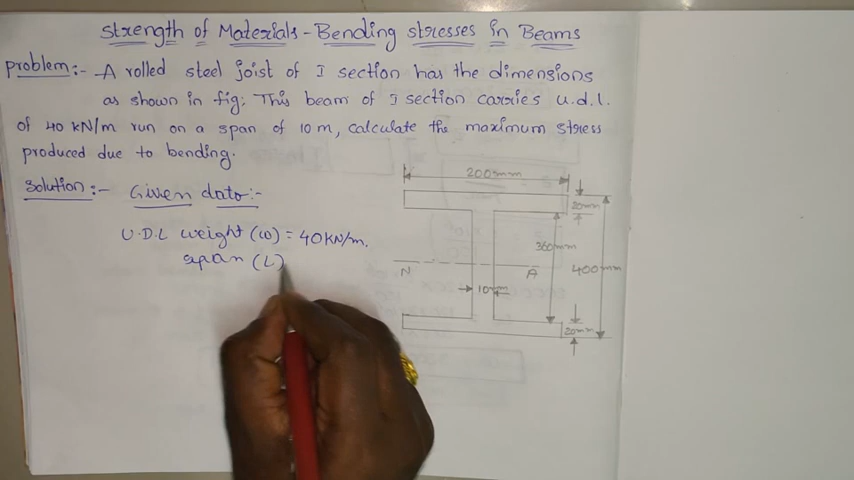 Strength of Materials - Bending stresses in Beams
Problem:- A rolled steel joist of I section has the dimensions
as shown in fig; This beam of I section carries u.d.l.
of 40 kN/m run on a span of 10 m, calculate the maximum stress
produced due to bending.
Solution:- Given data:-
U.D.L weight (w) = 40 kN/m.
span (L)
200mm
20mm
360mm
400mm
N
A
10mm
20mm